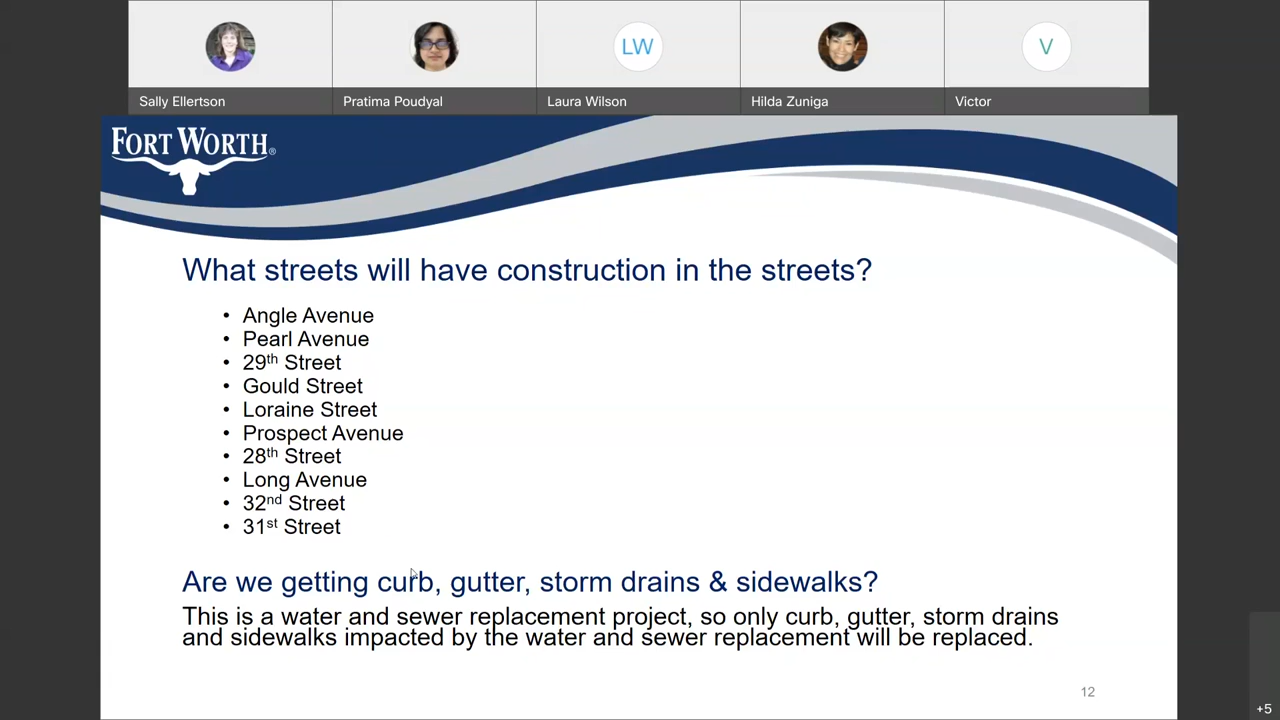 LW
V
Sally Ellertson
Pratima Poudyal
Laura Wilson
Hilda Zuniga
Victor
FORT WORTH®
What streets will have construction in the streets?
• Angle Avenue
• Pearl Avenue
• 29th Street
• Gould Street
• Loraine Street
• Prospect Avenue
• 28th Street
• Long Avenue
• 32nd Street
• 31st Street
Are we getting curb, gutter, storm drains & sidewalks?
This is a water and sewer replacement project, so only curb, gutter, storm drains
and sidewalks impacted by the water and sewer replacement will be replaced.
12
+5